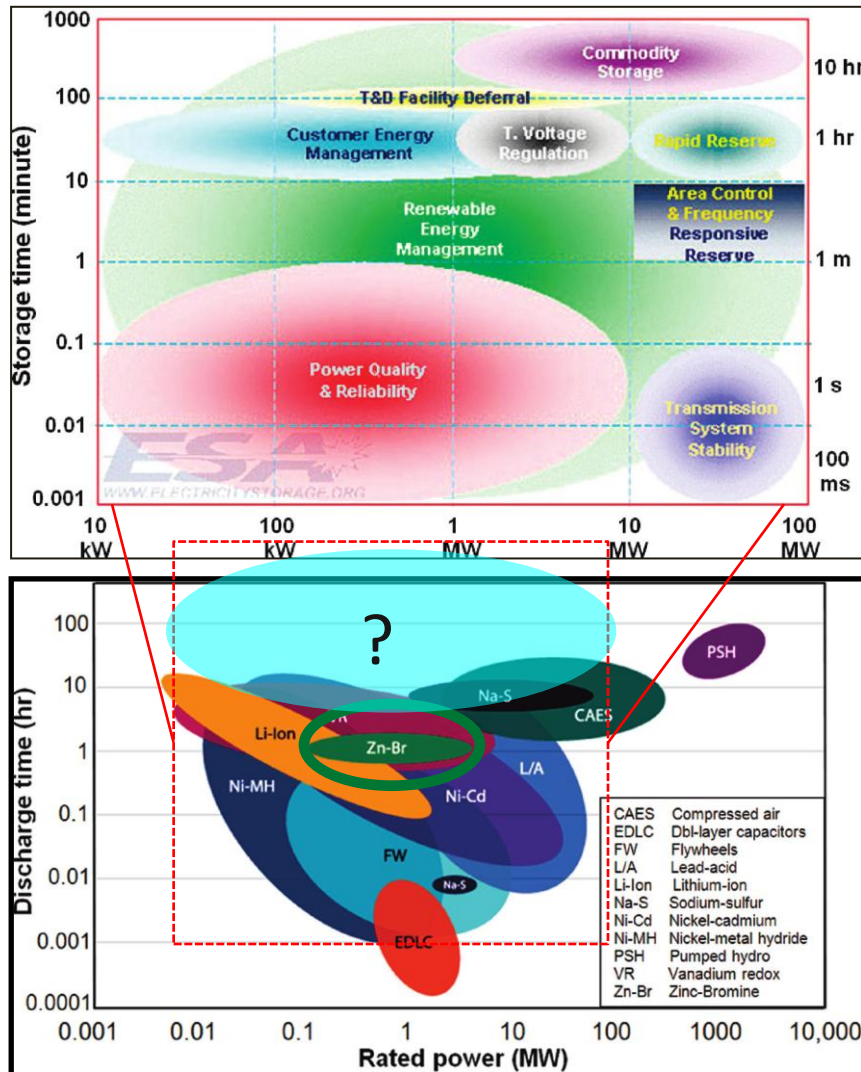 Storage time (minute)
1000
100
10
1
0.1
0.01
0.001
Commodity
Storage
T&D Facility Deferral
Customer Energy
Management
T. Voltage
Regulation
Rapid Reserve
Renewable
Energy
Management
Area Control
& Frequency
Responsive
Reserve
Power Quality
& Reliability
Transmission
System
Stability
ESA
WWW.ELECTRICITYSTORAGE.ORG
10 hr
1 hr
1 m
1 s
100
ms
10
kW
100
kW
1
MW
10
MW
100
MW
Discharge time (hr)
100
10
1
0.1
0.01
0.001
0.0001
?
PSH
Na-S
CAES
VR
Li-Ion
Zn-Br
L/A
Ni-MH
Ni-Cd
FW
Na-S
EDLC
CAES Compressed air
EDLC Dbl-layer capacitors
FW Flywheels
L/A Lead-acid
Li-Ion Lithium-ion
Na-S Sodium-sulfur
Ni-Cd Nickel-cadmium
Ni-MH Nickel-metal hydride
PSH Pumped hydro
VR Vanadium redox
Zn-Br Zinc-Bromine
0.001 0.01 0.1 1 10 100 1000 10,000
Rated power (MW)